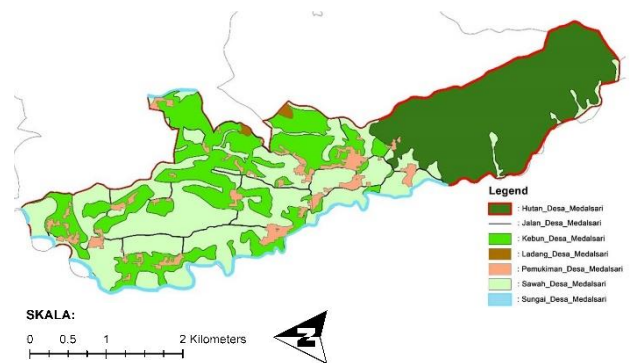 Legend
: Hutan_Desa_Medalsari
: Jalan_Desa_Medalsari
: Kebun_Desa_Medalsari
: Ladang_Desa_Medalsari
: Pemukiman_Desa_Medalsari
: Sawah_Desa_Medalsari
: Sungai_Desa_Medalsari
SKALA:
0 0.5 1 2 Kilometers
N